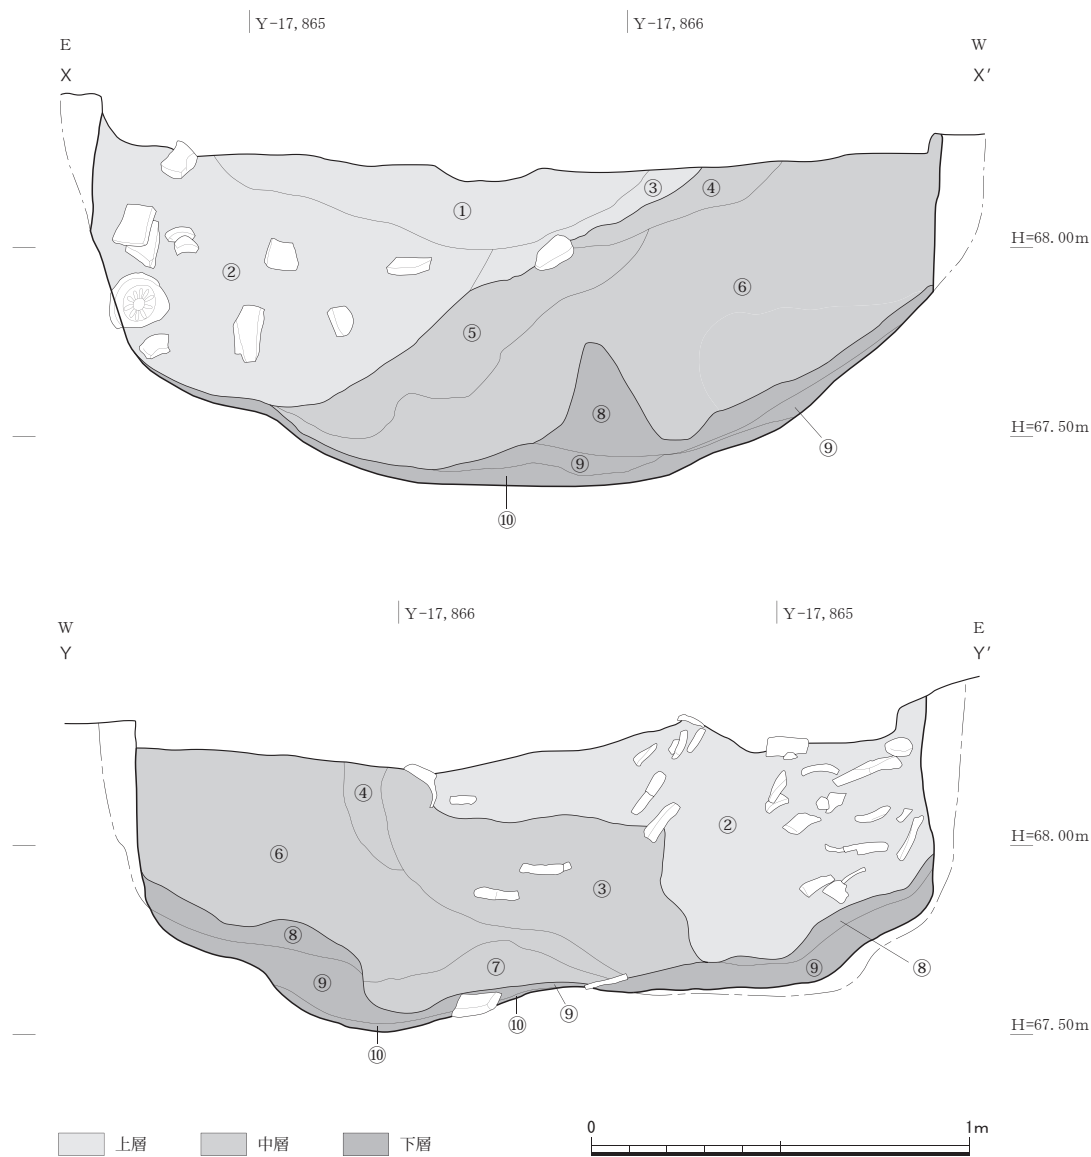 Y-17,865 Y-17,866
E W
X X′
③ ④
①
H=68.00m
②
⑥
⑤
⑧
H=67.50m
⑨
⑨
⑩
Y-17,866 Y-17,865
W E
Y Y′
④
②
H=68.00m
⑥
③
⑧
⑦ ⑨ ⑧
⑨
⑨
⑩ H=67.50m
⑩
0 1m
上層 中層 下層